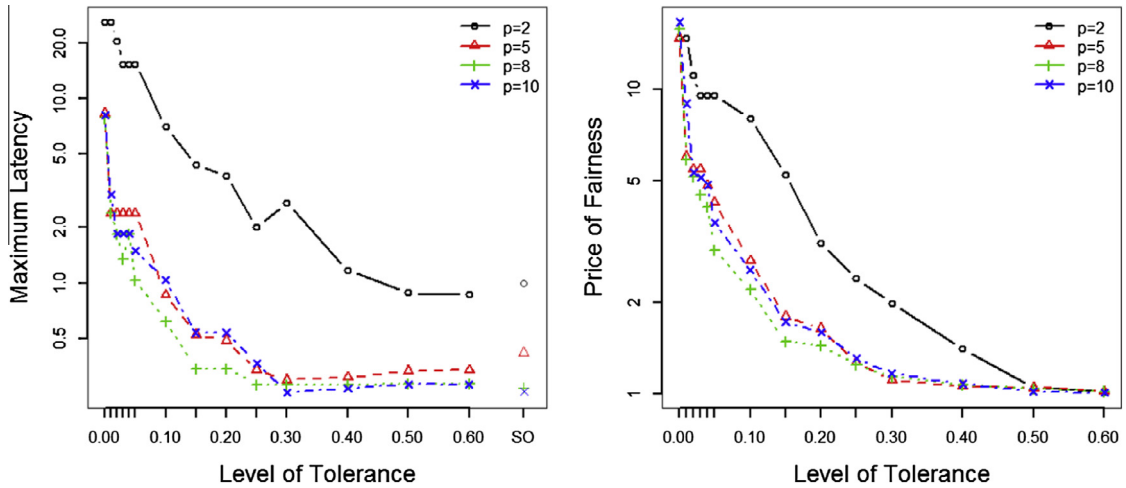 p=2
p=5
p=8
p=10
Maximum Latency
20.0
10.0
5.0
2.0
1.0
0.5
0.00 0.10 0.20 0.30 0.40 0.50 0.60 SO
Level of Tolerance
p=2
p=5
p=8
p=10
Price of Fairness
10
5
2
1
0.00 0.10 0.20 0.30 0.40 0.50 0.60
Level of Tolerance